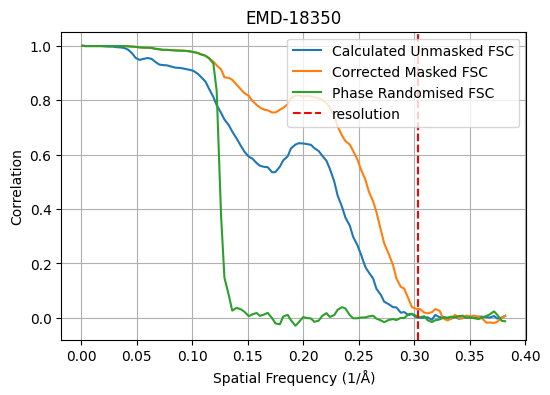 EMD-18350
Calculated Unmasked FSC
Corrected Masked FSC
Phase Randomised FSC
resolution
Correlation
1.0
0.8
0.6
0.4
0.2
0.0
0.00 0.05 0.10 0.15 0.20 0.25 0.30 0.35 0.40
Spatial Frequency (1/Å)